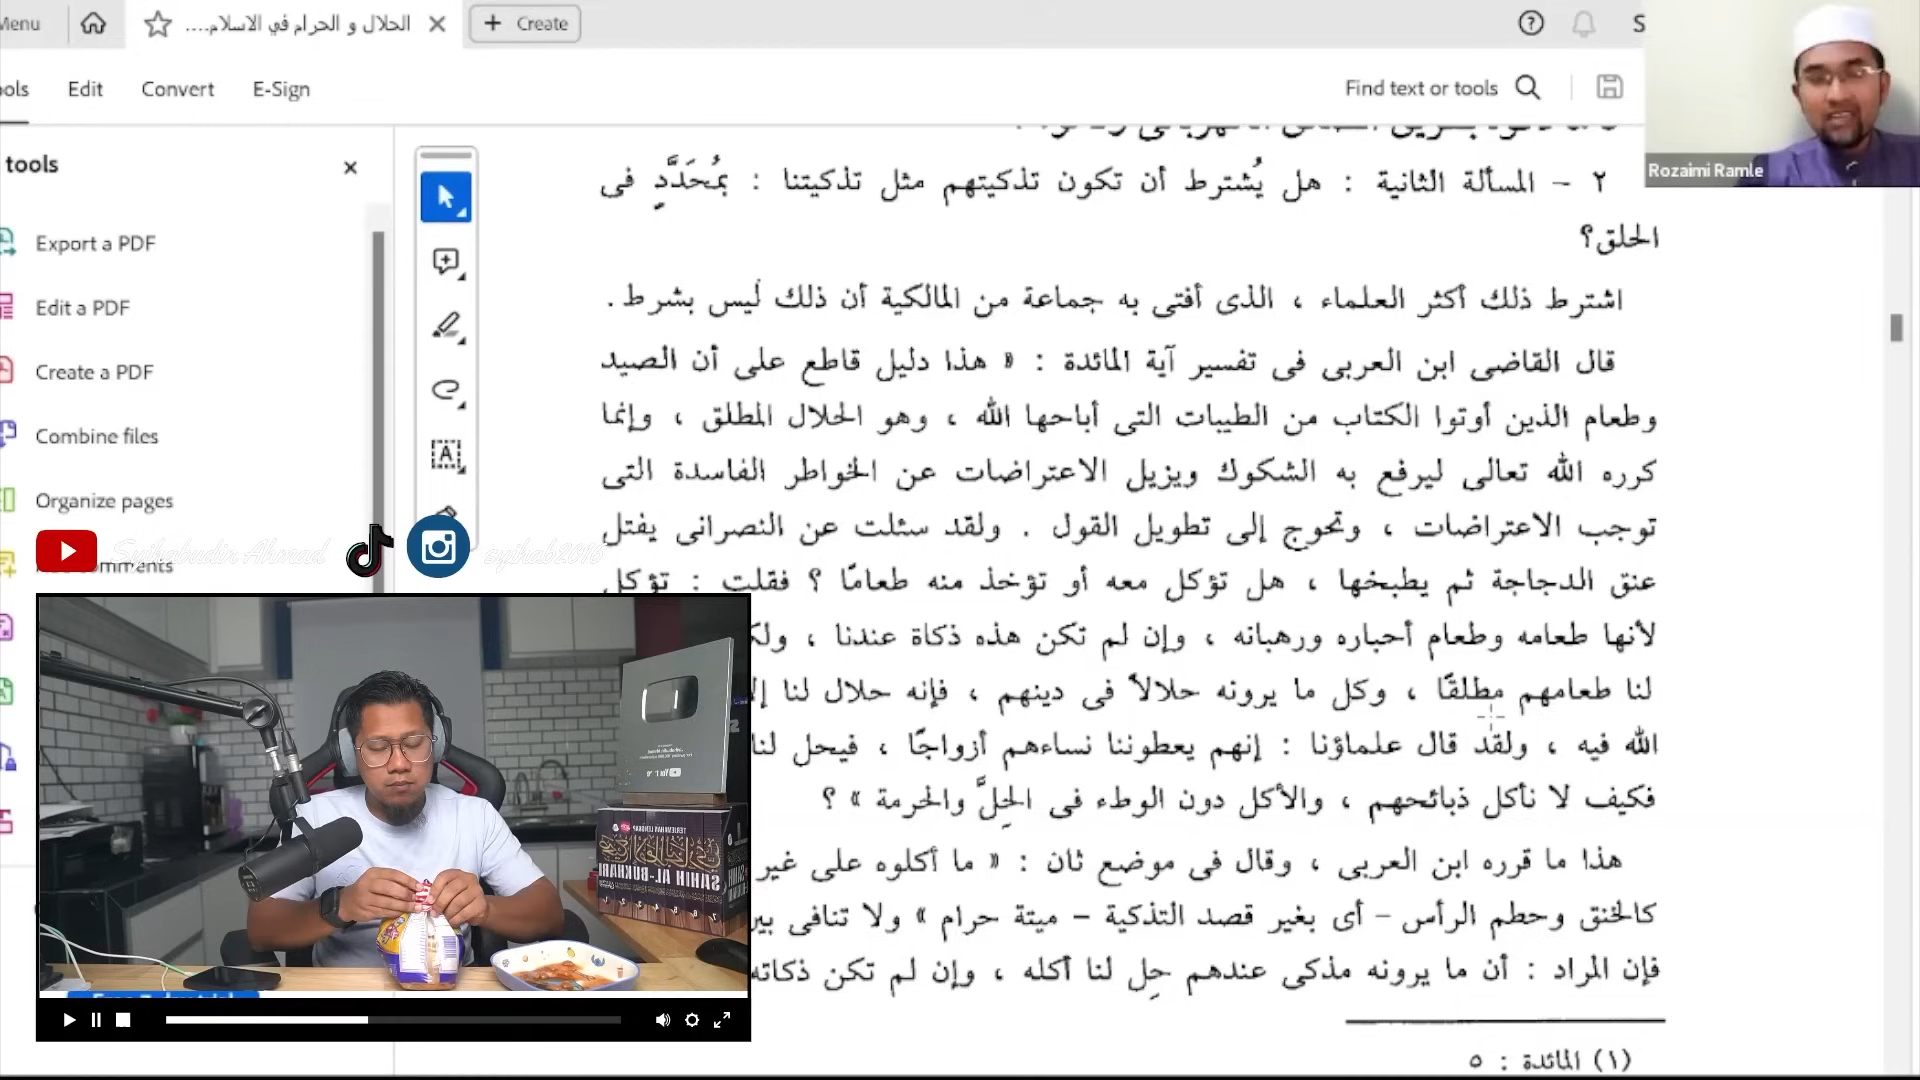 Menu
الحلال و الحرام في الاسلام....
Create
Edit
Convert
E-Sign
Find text or tools
tools
Export a PDF
Edit a PDF
Create a PDF
Combine files
Organize pages
comments
Rozaimi Ramle
٢ – المسألة الثانية : هل يُشترط أن تكون تذكيتهم مثل تذكيتنا : بمُحَدَّدٍ فى
الحلق؟
اشترط ذلك أكثر العلماء ، الذى أفتى به جماعة من المالكية أن ذلك ليس بشرط .
قال القاضى ابن العربى فى تفسير آية المائدة : « هذا دليل قاطع على أن الصيد
وطعام الذين أوتوا الكتاب من الطيبات التى أباحها الله ، وهو الحلال المطلق ، وإنما
كرره الله تعالى ليرفع به الشكوك ويزيل الاعتراضات عن الخواطر الفاسدة التى
توجب الاعتراضات ، وتحوج إلى تطويل القول . ولقد سئلت عن النصرانى يفتل
عنق الدجاجة ثم يطبخها ، هل تؤكل معه أو تؤخذ منه طعامًا ؟ فقلت : تؤكل
لأنها طعامه وطعام أحباره ورهبانه ، وإن لم تكن هذه ذكاة عندنا ،
لنا طعامهم مطلقًا ، وكل ما يرونه حلالاً فى دينهم ، فإنه حلال لنا
الله فيه ، ولقد قال علماؤنا : إنهم يعطوننا نساءهم أزواجًا ، فيحل لنا
فكيف لا نأكل ذبائحهم ، والأكل دون الوطء فى الحِلَّ والحرمة » ؟
هذا ما قرره ابن العربى ، وقال فى موضع ثان : « ما أكلوه على غير
كالخنق وحطم الرأس – أى بغير قصد التذكية – ميتة حرام » ولا تنافى
فإن المراد : أن ما يرونه مذكى عندهم حِل لنا أكله ، وإن لم تكن ذكاته
(١) المائدة : ٥
Syihabudin Ahmad
syihab2018
SAHIH AL-BUKHARI